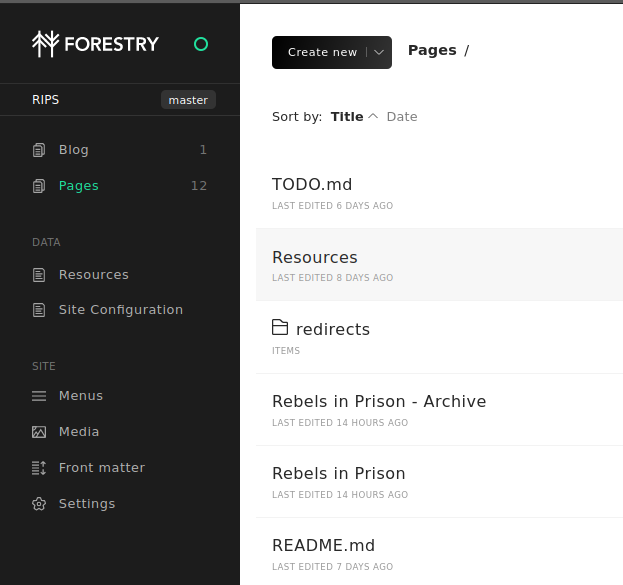 FORESTRY
RIPS master
Blog 1
Pages 12
DATA
Resources
Site Configuration
SITE
Menus
Media
Front matter
Settings
Create new
Pages /
Sort by: Title Date
TODO.md
LAST EDITED 6 DAYS AGO
Resources
LAST EDITED 8 DAYS AGO
redirects
ITEMS
Rebels in Prison - Archive
LAST EDITED 14 HOURS AGO
Rebels in Prison
LAST EDITED 14 HOURS AGO
README.md
LAST EDITED 7 DAYS AGO